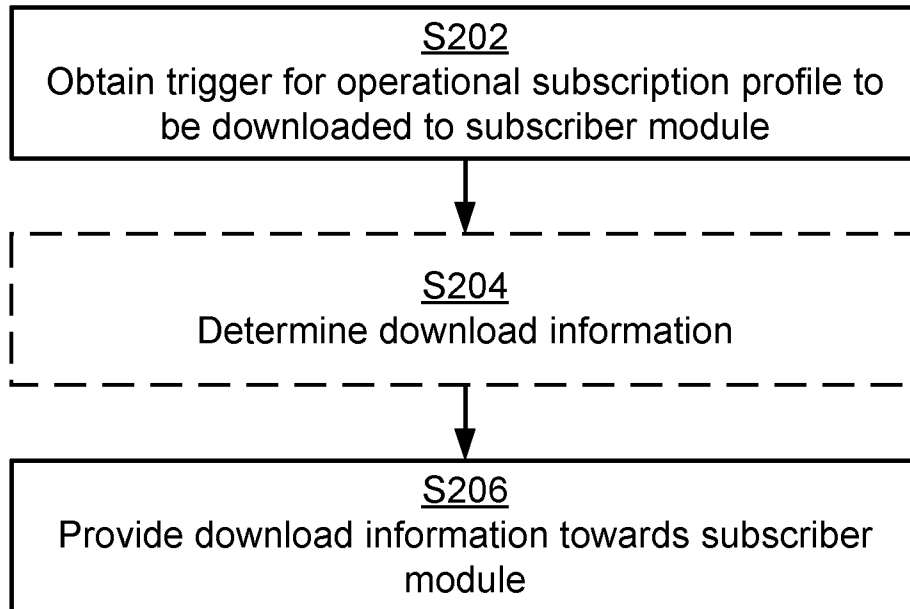 S202
Obtain trigger for operational subscription profile to
be downloaded to subscriber module
S204
Determine download information
S206
Provide download information towards subscriber
module